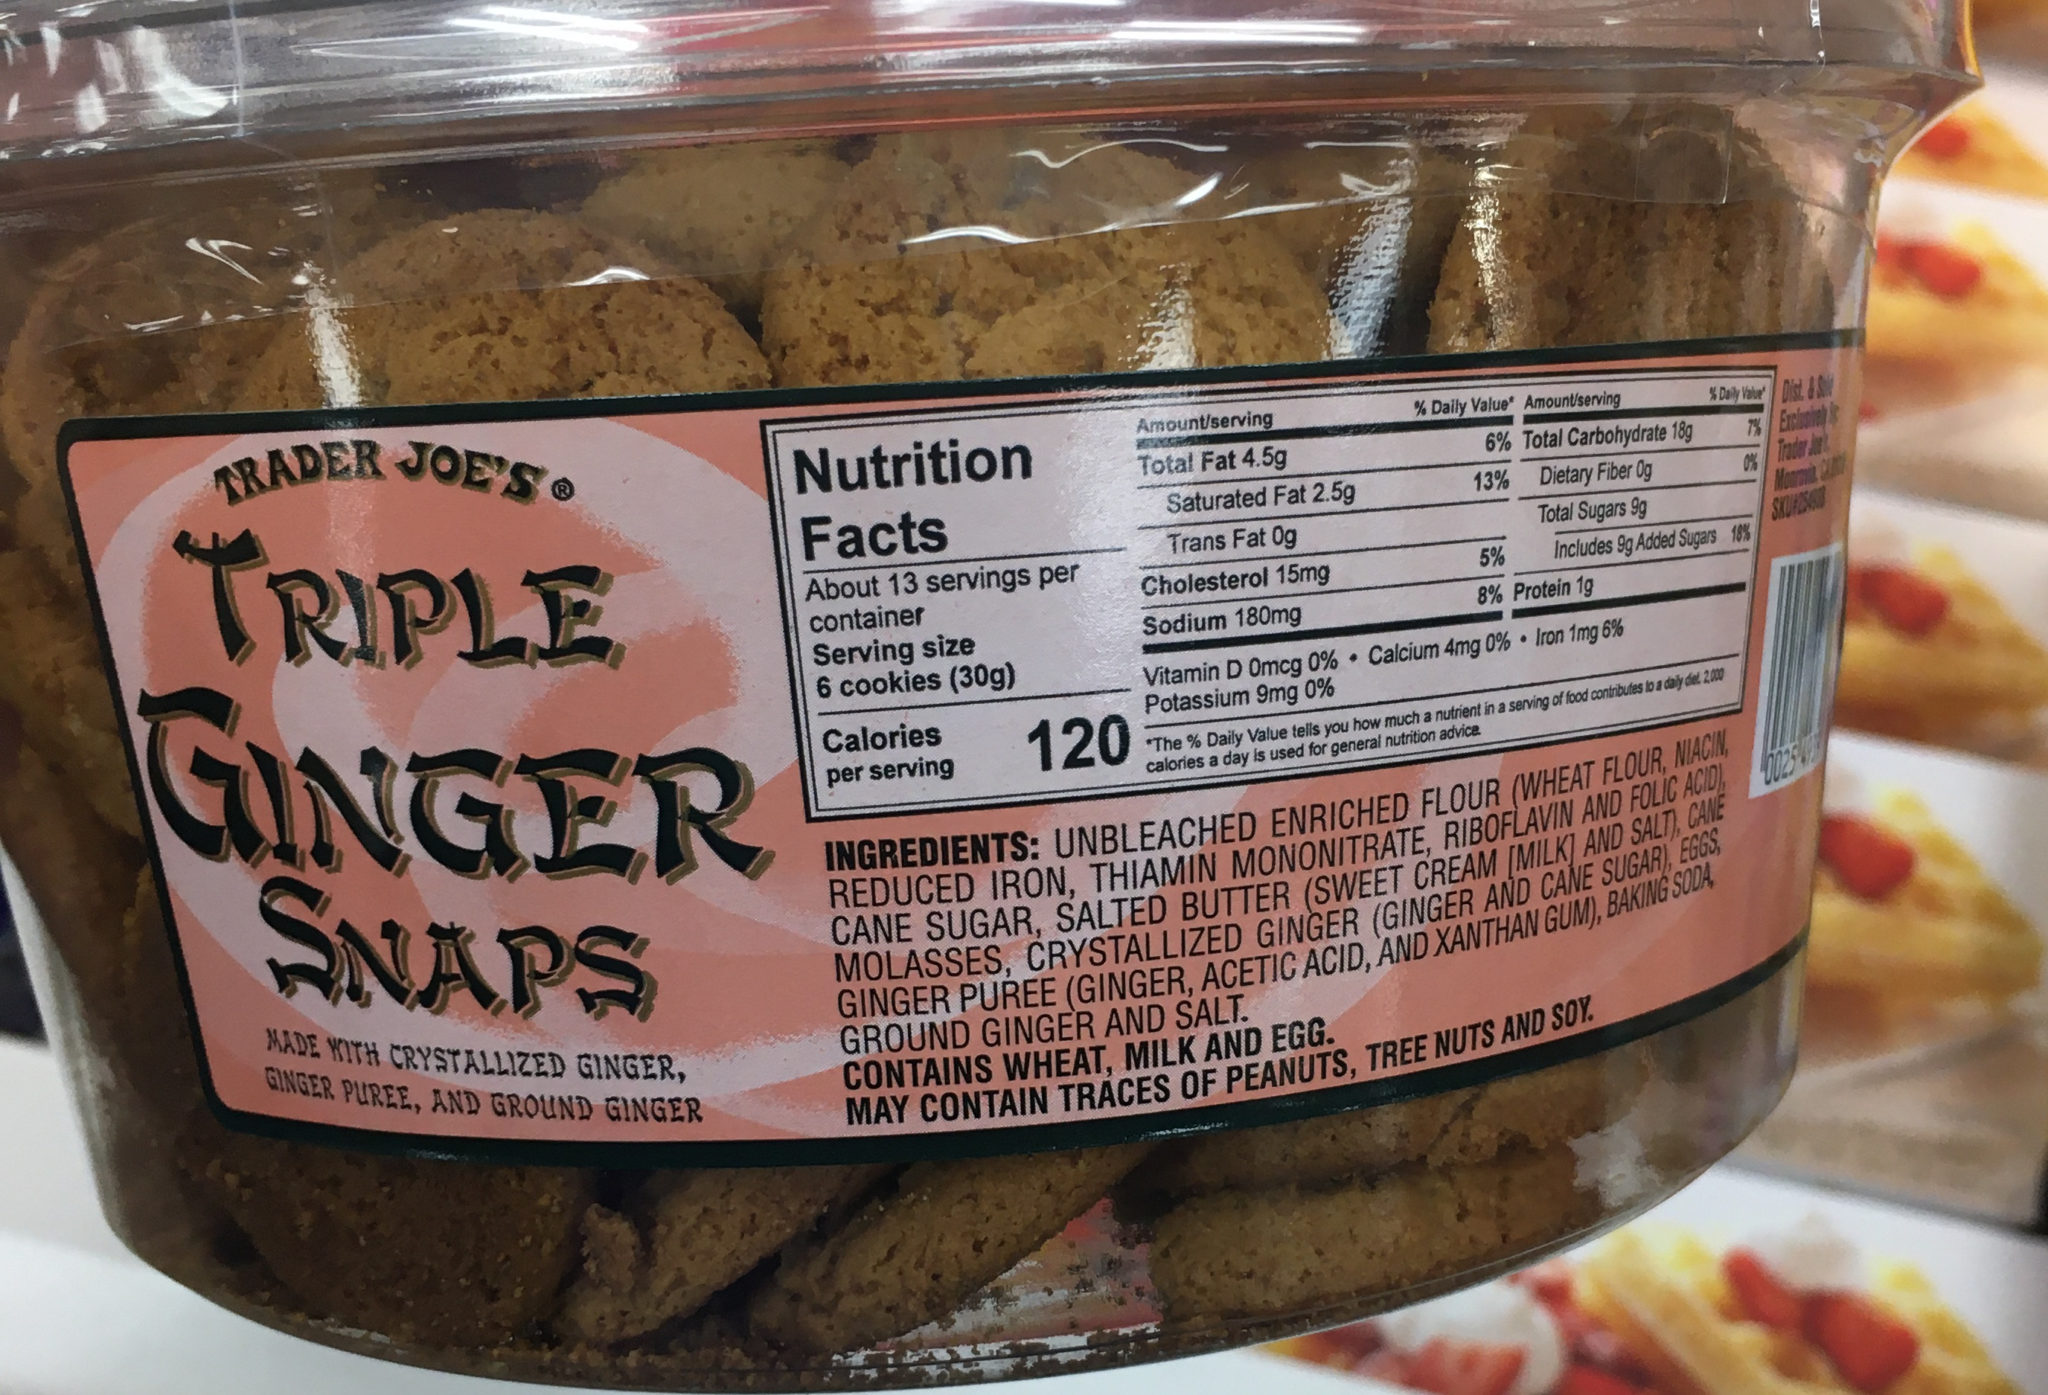 TRADER JOE'S®
TRIPLE
GINGER
SNAPS
MADE WITH CRYSTALLIZED GINGER,
GINGER PUREE, AND GROUND GINGER
Nutrition
Facts
About 13 servings per
container
Serving size
6 cookies (30g)
Calories
per serving 120
Amount/serving % Daily Value*
Total Fat 4.5g 6%
Saturated Fat 2.5g 13%
Trans Fat 0g
Cholesterol 15mg 5%
Sodium 180mg 8%
Amount/serving % Daily Value*
Total Carbohydrate 18g 7%
Dietary Fiber 0g 0%
Total Sugars 9g
Includes 9g Added Sugars 18%
Protein 1g
Vitamin D 0mcg 0% • Calcium 4mg 0% • Iron 1mg 6%
Potassium 9mg 0%
*The % Daily Value tells you how much a nutrient in a serving of food contributes to a daily diet. 2,000
calories a day is used for general nutrition advice.
INGREDIENTS: UNBLEACHED ENRICHED FLOUR (WHEAT FLOUR, NIACIN,
REDUCED IRON, THIAMIN MONONITRATE, RIBOFLAVIN AND FOLIC ACID),
CANE SUGAR, SALTED BUTTER (SWEET CREAM [MILK] AND SALT), CANE
MOLASSES, CRYSTALLIZED GINGER (GINGER AND CANE SUGAR), EGGS,
GINGER PUREE (GINGER, ACETIC ACID, AND XANTHAN GUM), BAKING SODA,
GROUND GINGER AND SALT.
CONTAINS WHEAT, MILK AND EGG.
MAY CONTAIN TRACES OF PEANUTS, TREE NUTS AND SOY.
Dist. &
Exclusively
Trader